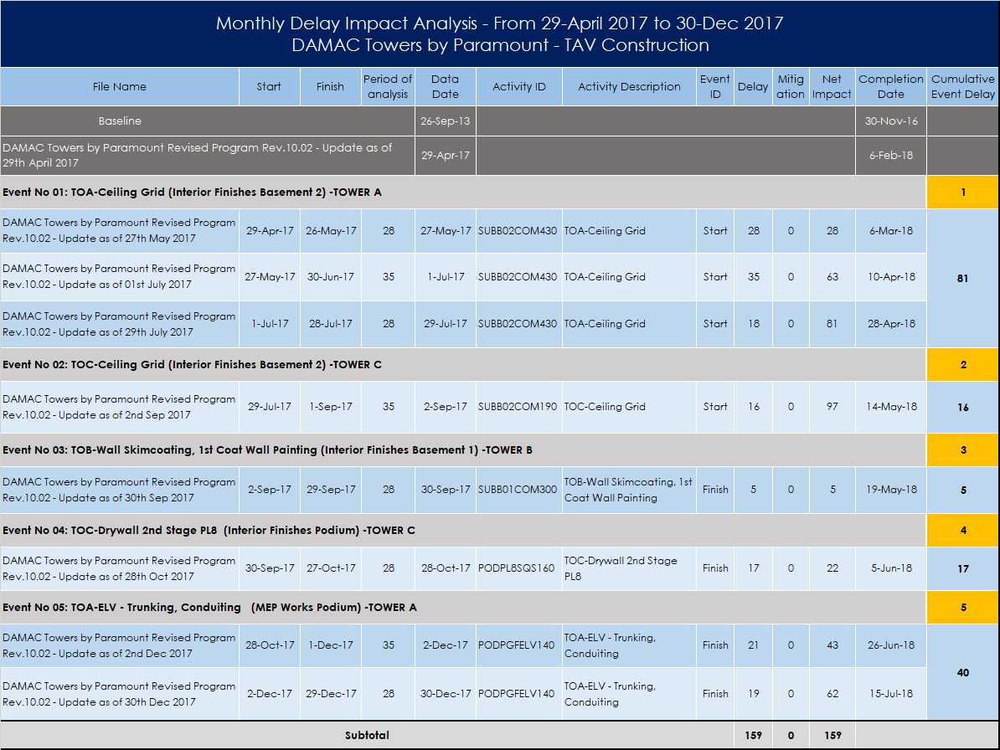 Monthly Delay Impact Analysis - From 29-April 2017 to 30-Dec 2017
DAMAC Towers by Paramount - TAV Construction
File Name Start Finish Period of analysis Data Date Activity ID Activity Description Event ID Delay Mitig ation Net Impact Completion Date Cumulative Event Delay
Baseline 26-Sep-13 30-Nov-16
DAMAC Towers by Paramount Revised Program Rev.10.02 - Update as of 29th April 2017 29-Apr-17 6-Feb-18
Event No 01: TOA-Ceiling Grid (Interior Finishes Basement 2) -TOWER A 1
DAMAC Towers by Paramount Revised Program Rev.10.02 - Update as of 27th May 2017 29-Apr-17 26-May-17 28 27-May-17 SUBB02COM430 TOA-Ceiling Grid Start 28 0 28 6-Mar-18
DAMAC Towers by Paramount Revised Program Rev.10.02 - Update as of 01st July 2017 27-May-17 30-Jun-17 35 1-Jul-17 SUBB02COM430 TOA-Ceiling Grid Start 35 0 63 10-Apr-18 81
DAMAC Towers by Paramount Revised Program Rev.10.02 - Update as of 29th July 2017 1-Jul-17 28-Jul-17 28 29-Jul-17 SUBB02COM430 TOA-Ceiling Grid Start 18 0 81 28-Apr-18
Event No 02: TOC-Ceiling Grid (Interior Finishes Basement 2) -TOWER C 2
DAMAC Towers by Paramount Revised Program Rev.10.02 - Update as of 2nd Sep 2017 29-Jul-17 1-Sep-17 35 2-Sep-17 SUBB02COM190 TOC-Ceiling Grid Start 16 0 97 14-May-18 16
Event No 03: TOB-Wall Skimcoating, 1st Coat Wall Painting (Interior Finishes Basement 1) -TOWER B 3
DAMAC Towers by Paramount Revised Program Rev.10.02 - Update as of 30th Sep 2017 2-Sep-17 29-Sep-17 28 30-Sep-17 SUBB01COM300 TOB-Wall Skimcoating, 1st Coat Wall Painting Finish 5 0 5 19-May-18 5
Event No 04: TOC-Drywall 2nd Stage PL8 (Interior Finishes Podium) -TOWER C 4
DAMAC Towers by Paramount Revised Program Rev.10.02 - Update as of 28th Oct 2017 30-Sep-17 27-Oct-17 28 28-Oct-17 PODPL8SQS160 TOC-Drywall 2nd Stage PL8 Finish 17 0 22 5-Jun-18 17
Event No 05: TOA-ELV - Trunking, Conduiting (MEP Works Podium) -TOWER A 5
DAMAC Towers by Paramount Revised Program Rev.10.02 - Update as of 2nd Dec 2017 28-Oct-17 1-Dec-17 35 2-Dec-17 PODPGFELV140 TOA-ELV - Trunking, Conduiting Finish 21 0 43 26-Jun-18 40
DAMAC Towers by Paramount Revised Program Rev.10.02 - Update as of 30th Dec 2017 2-Dec-17 29-Dec-17 28 30-Dec-17 PODPGFELV140 TOA-ELV - Trunking, Conduiting Finish 19 0 62 15-Jul-18
Subtotal 159 0 159